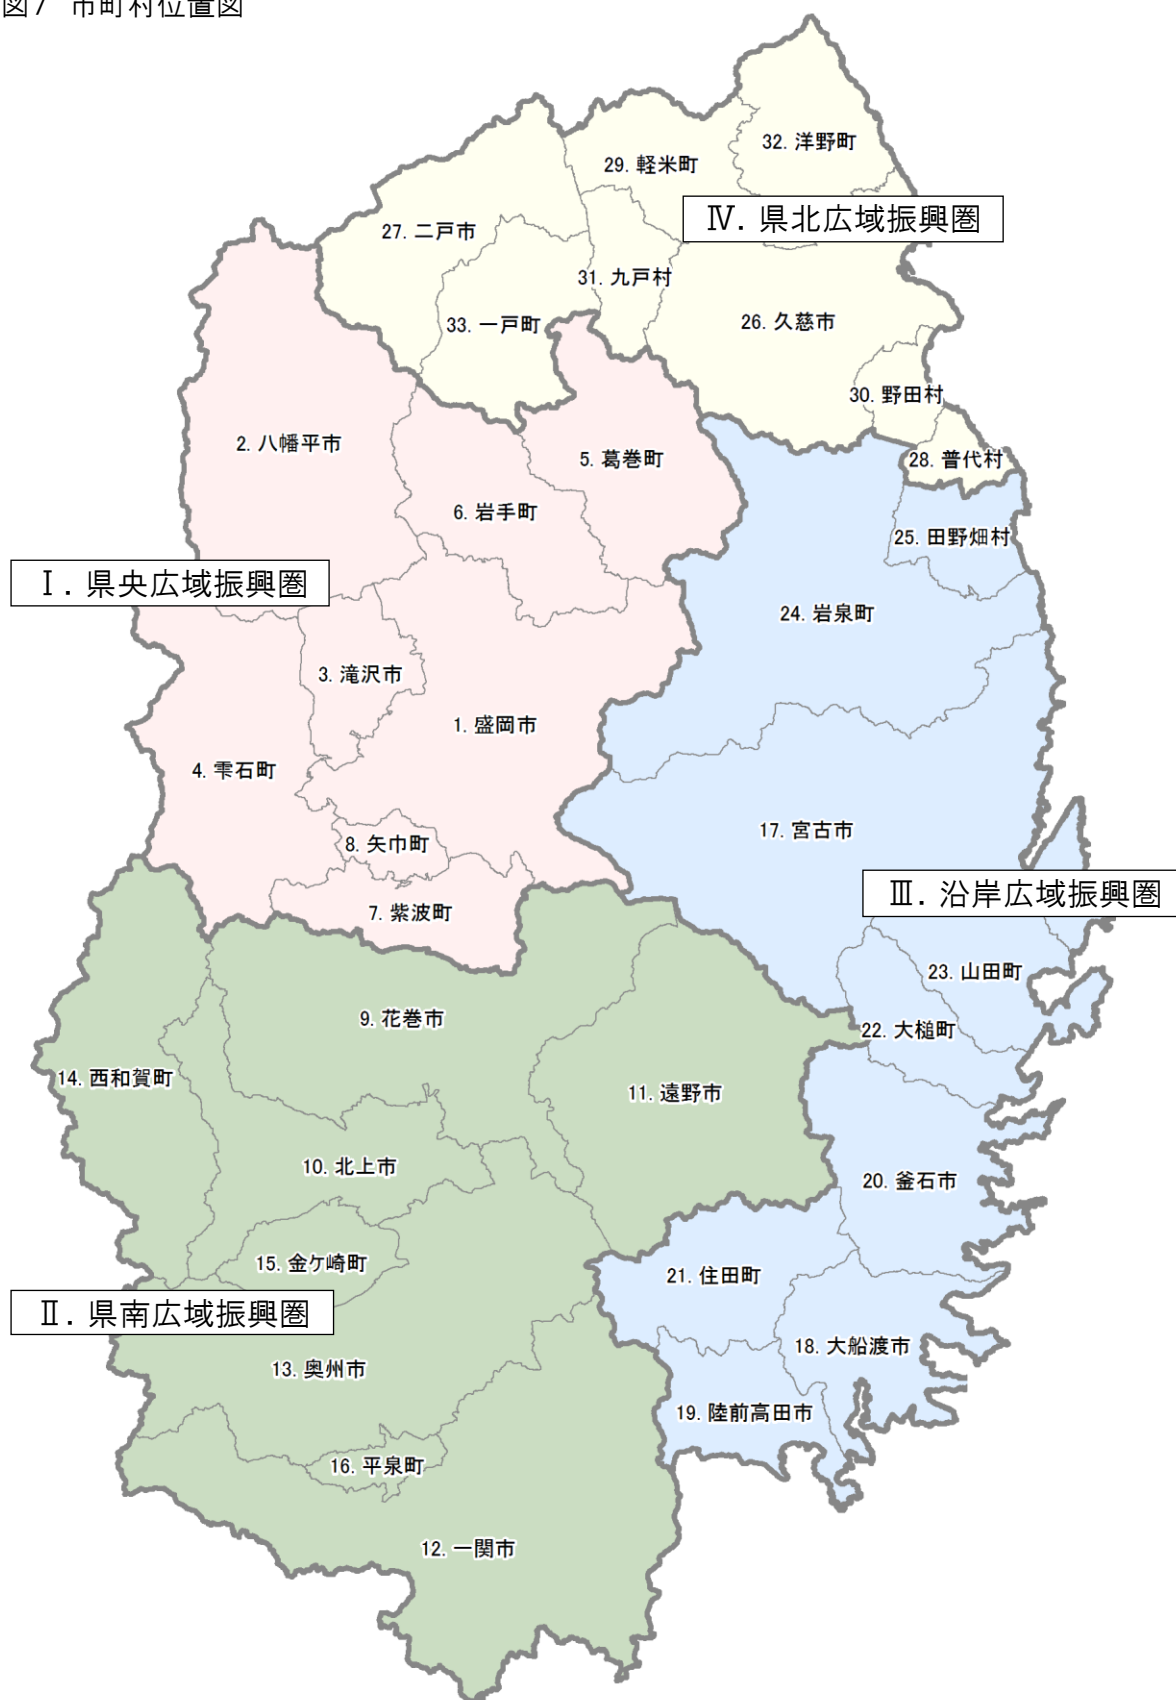 図7 市町村位置図
32. 洋野町
29. 軽米町
Ⅳ. 県北広域振興圏
27. 二戸市
31. 九戸村
33. 一戸町
26. 久慈市
30. 野田村
2. 八幡平市
5. 葛巻町
28. 普代村
6. 岩手町
25. 田野畑村
Ⅰ. 県央広域振興圏
24. 岩泉町
3. 滝沢市
1. 盛岡市
4. 雫石町
17. 宮古市
8. 矢巾町
Ⅲ. 沿岸広域振興圏
7. 紫波町
23. 山田町
9. 花巻市
22. 大槌町
14. 西和賀町
11. 遠野市
10. 北上市
20. 釜石市
15. 金ケ崎町
21. 住田町
Ⅱ. 県南広域振興圏
18. 大船渡市
13. 奥州市
19. 陸前高田市
16. 平泉町
12. 一関市